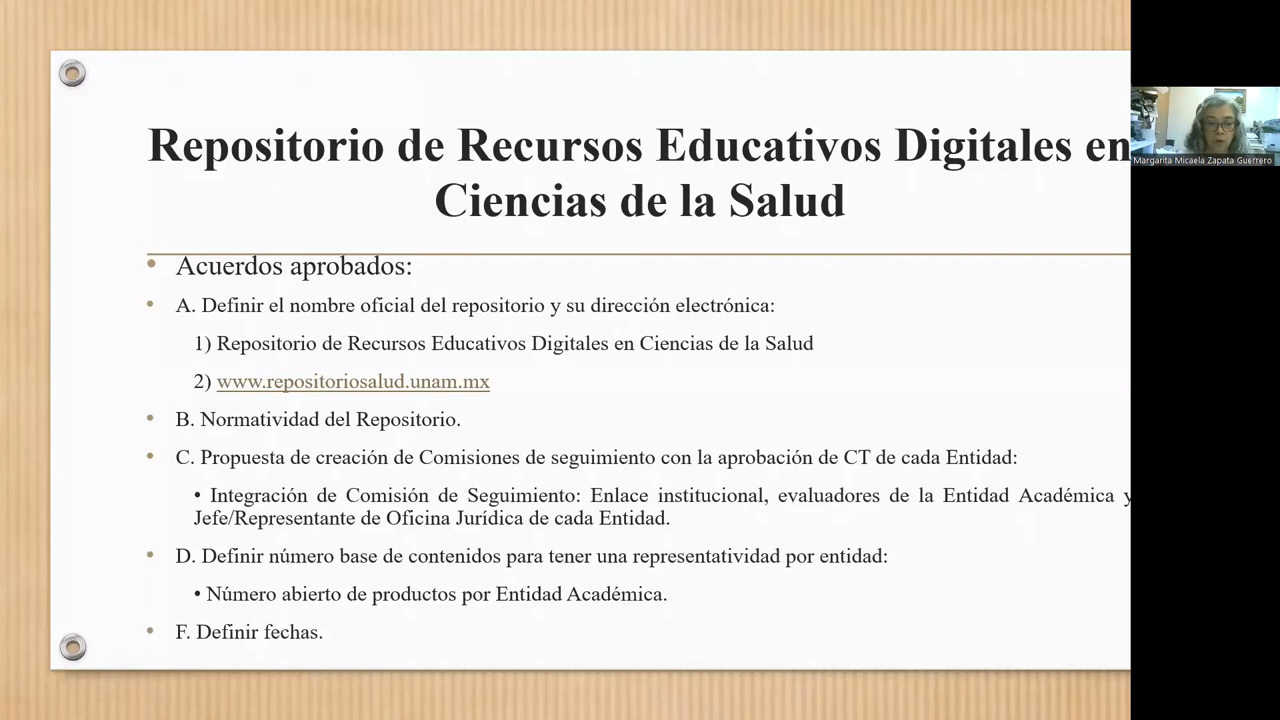 Repositorio de Recursos Educativos Digitales en
Ciencias de la Salud
• Acuerdos aprobados:
• A. Definir el nombre oficial del repositorio y su dirección electrónica:
1) Repositorio de Recursos Educativos Digitales en Ciencias de la Salud
2) www.repositoriosalud.unam.mx
• B. Normatividad del Repositorio.
• C. Propuesta de creación de Comisiones de seguimiento con la aprobación de CT de cada Entidad:
• Integración de Comisión de Seguimiento: Enlace institucional, evaluadores de la Entidad Académica y
Jefe/Representante de Oficina Jurídica de cada Entidad.
• D. Definir número base de contenidos para tener una representatividad por entidad:
• Número abierto de productos por Entidad Académica.
• F. Definir fechas.
Margarita Micaela Zapata Guerrero